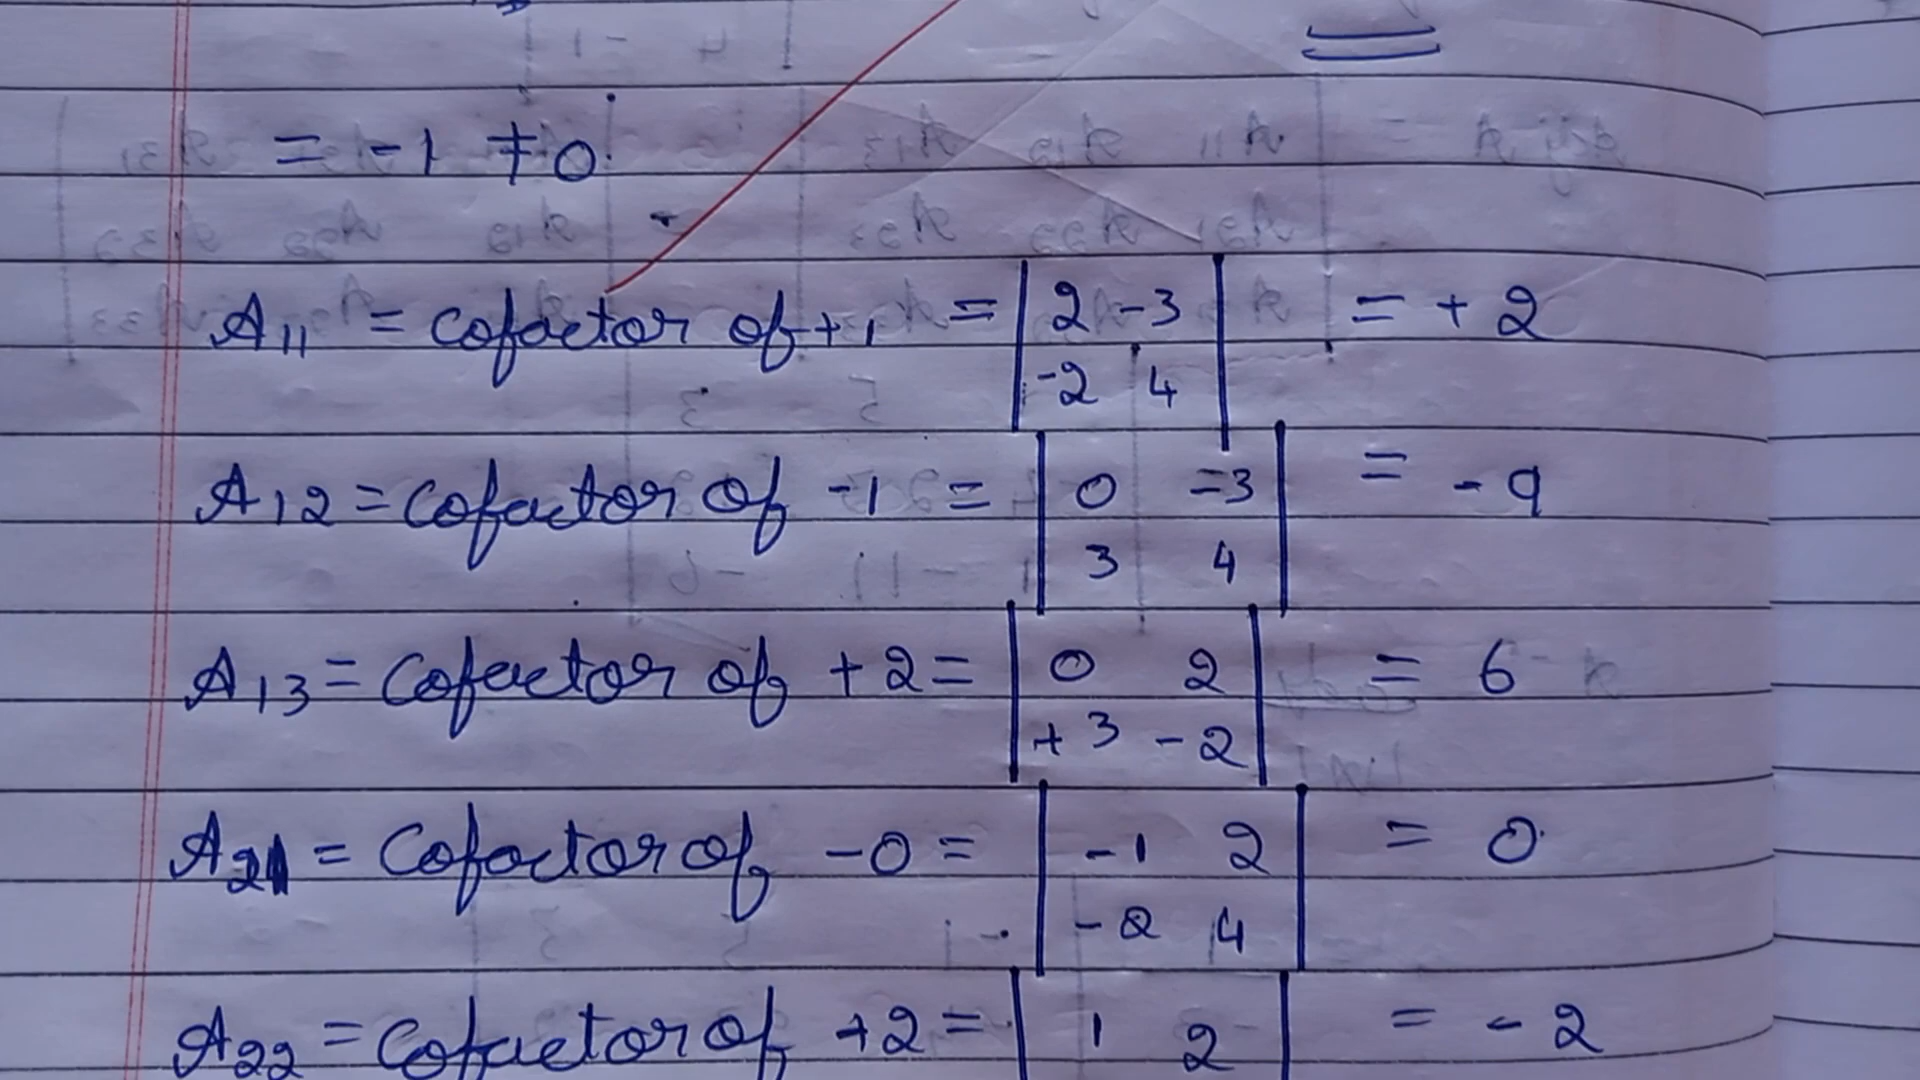 = -1 ≠ 0
A11 = cofactor of +1 = | 2 -3 | = + 2
| -2 4 |
A12 = cofactor of -1 = | 0 -3 | = - 9
| 3 4 |
A13 = cofactor of +2 = | 0 2 | = 6
| +3 -2 |
A21 = cofactor of -0 = | -1 2 | = 0
| -2 4 |
A22 = cofactor of +2 = | 1 2 | = - 2